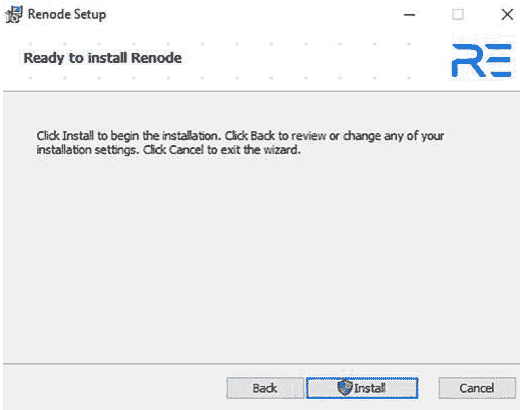 Renode Setup
Ready to install Renode
RE
Click Install to begin the installation. Click Back to review or change any of your
installation settings. Click Cancel to exit the wizard.
Back
Install
Cancel